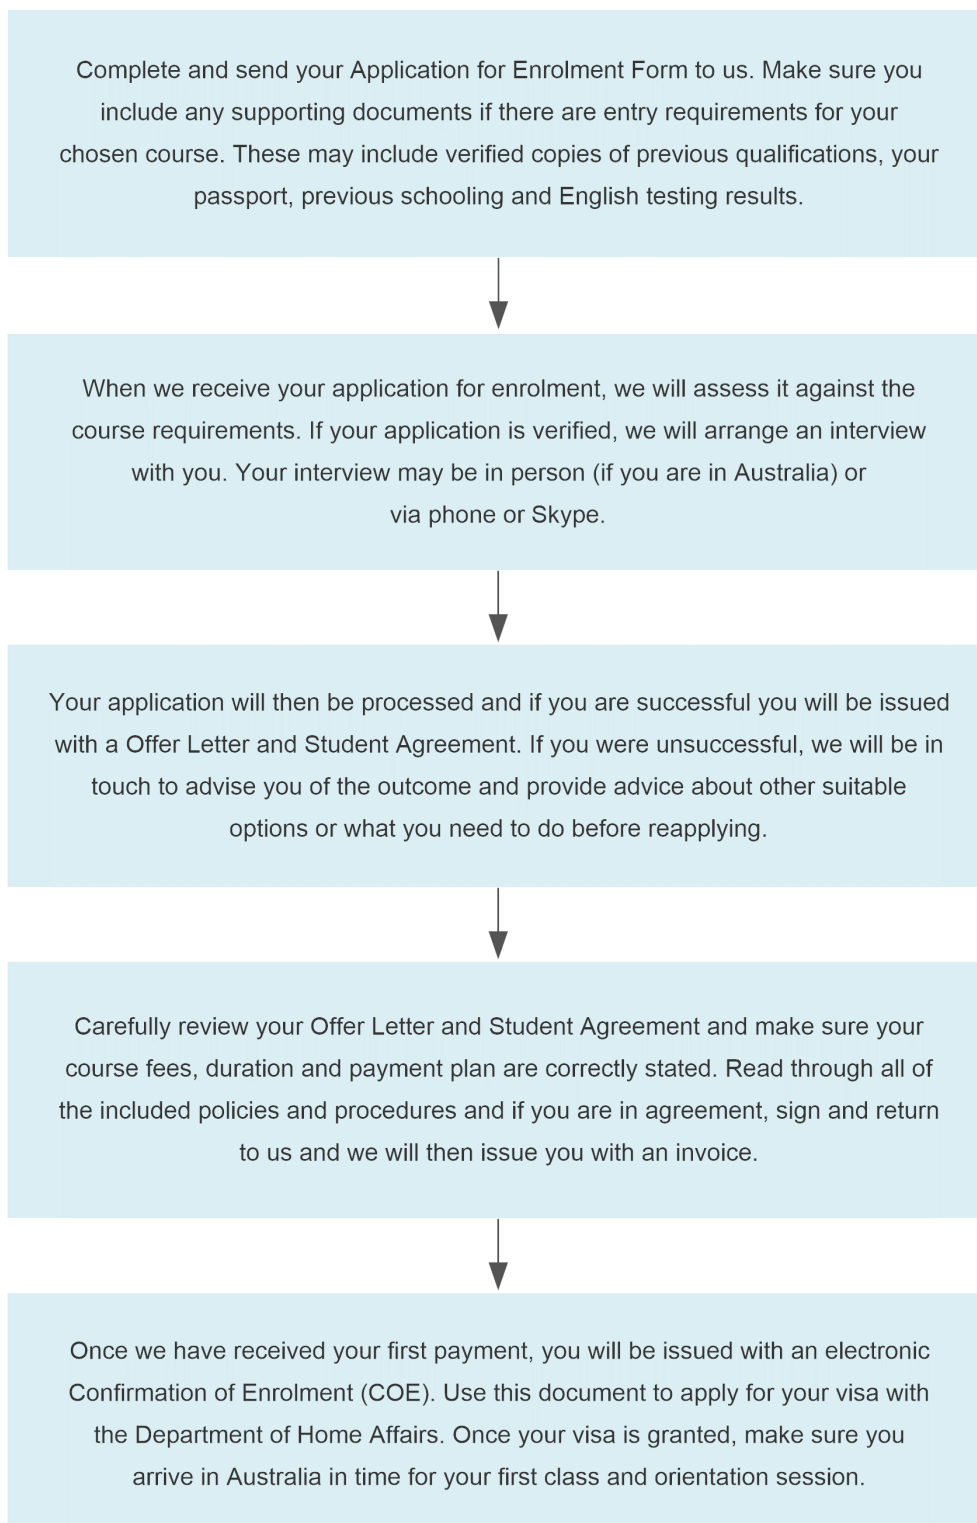 Complete and send your Application for Enrolment Form to us. Make sure you
include any supporting documents if there are entry requirements for your
chosen course. These may include verified copies of previous qualifications, your
passport, previous schooling and English testing results.
When we receive your application for enrolment, we will assess it against the
course requirements. If your application is verified, we will arrange an interview
with you. Your interview may be in person (if you are in Australia) or
via phone or Skype.
Your application will then be processed and if you are successful you will be issued
with a Offer Letter and Student Agreement. If you were unsuccessful, we will be in
touch to advise you of the outcome and provide advice about other suitable
options or what you need to do before reapplying.
Carefully review your Offer Letter and Student Agreement and make sure your
course fees, duration and payment plan are correctly stated. Read through all of
the included policies and procedures and if you are in agreement, sign and return
to us and we will then issue you with an invoice.
Once we have received your first payment, you will be issued with an electronic
Confirmation of Enrolment (COE). Use this document to apply for your visa with
the Department of Home Affairs. Once your visa is granted, make sure you
arrive in Australia in time for your first class and orientation session.